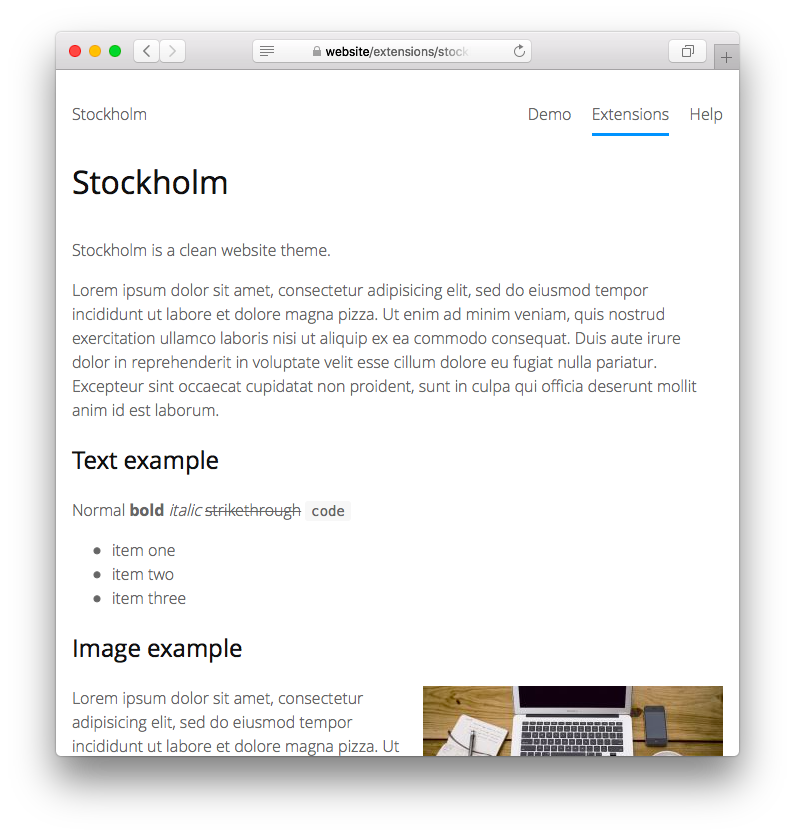 website/extensions/stock
Stockholm
Demo Extensions Help
Stockholm
Stockholm is a clean website theme.
Lorem ipsum dolor sit amet, consectetur adipisicing elit, sed do eiusmod tempor
incididunt ut labore et dolore magna pizza. Ut enim ad minim veniam, quis nostrud
exercitation ullamco laboris nisi ut aliquip ex ea commodo consequat. Duis aute irure
dolor in reprehenderit in voluptate velit esse cillum dolore eu fugiat nulla pariatur.
Excepteur sint occaecat cupidatat non proident, sunt in culpa qui officia deserunt mollit
anim id est laborum.
Text example
Normal bold italic strikethrough code
item one
item two
item three
Image example
Lorem ipsum dolor sit amet, consectetur
adipisicing elit, sed do eiusmod tempor
incididunt ut labore et dolore magna pizza. Ut